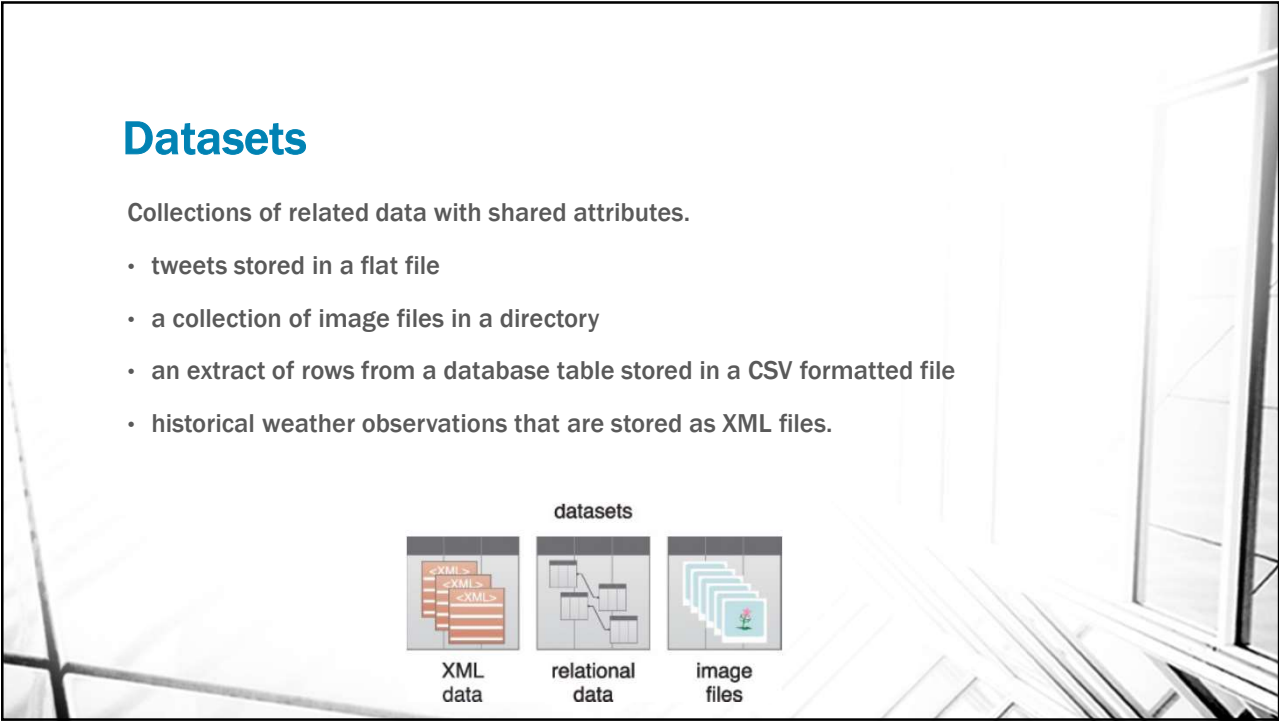 Datasets
Collections of related data with shared attributes.
• tweets stored in a flat file
• a collection of image files in a directory
• an extract of rows from a database table stored in a CSV formatted file
• historical weather observations that are stored as XML files.
datasets
<XML>
<XML>
<XML>
XML
data
relational
data
image
files